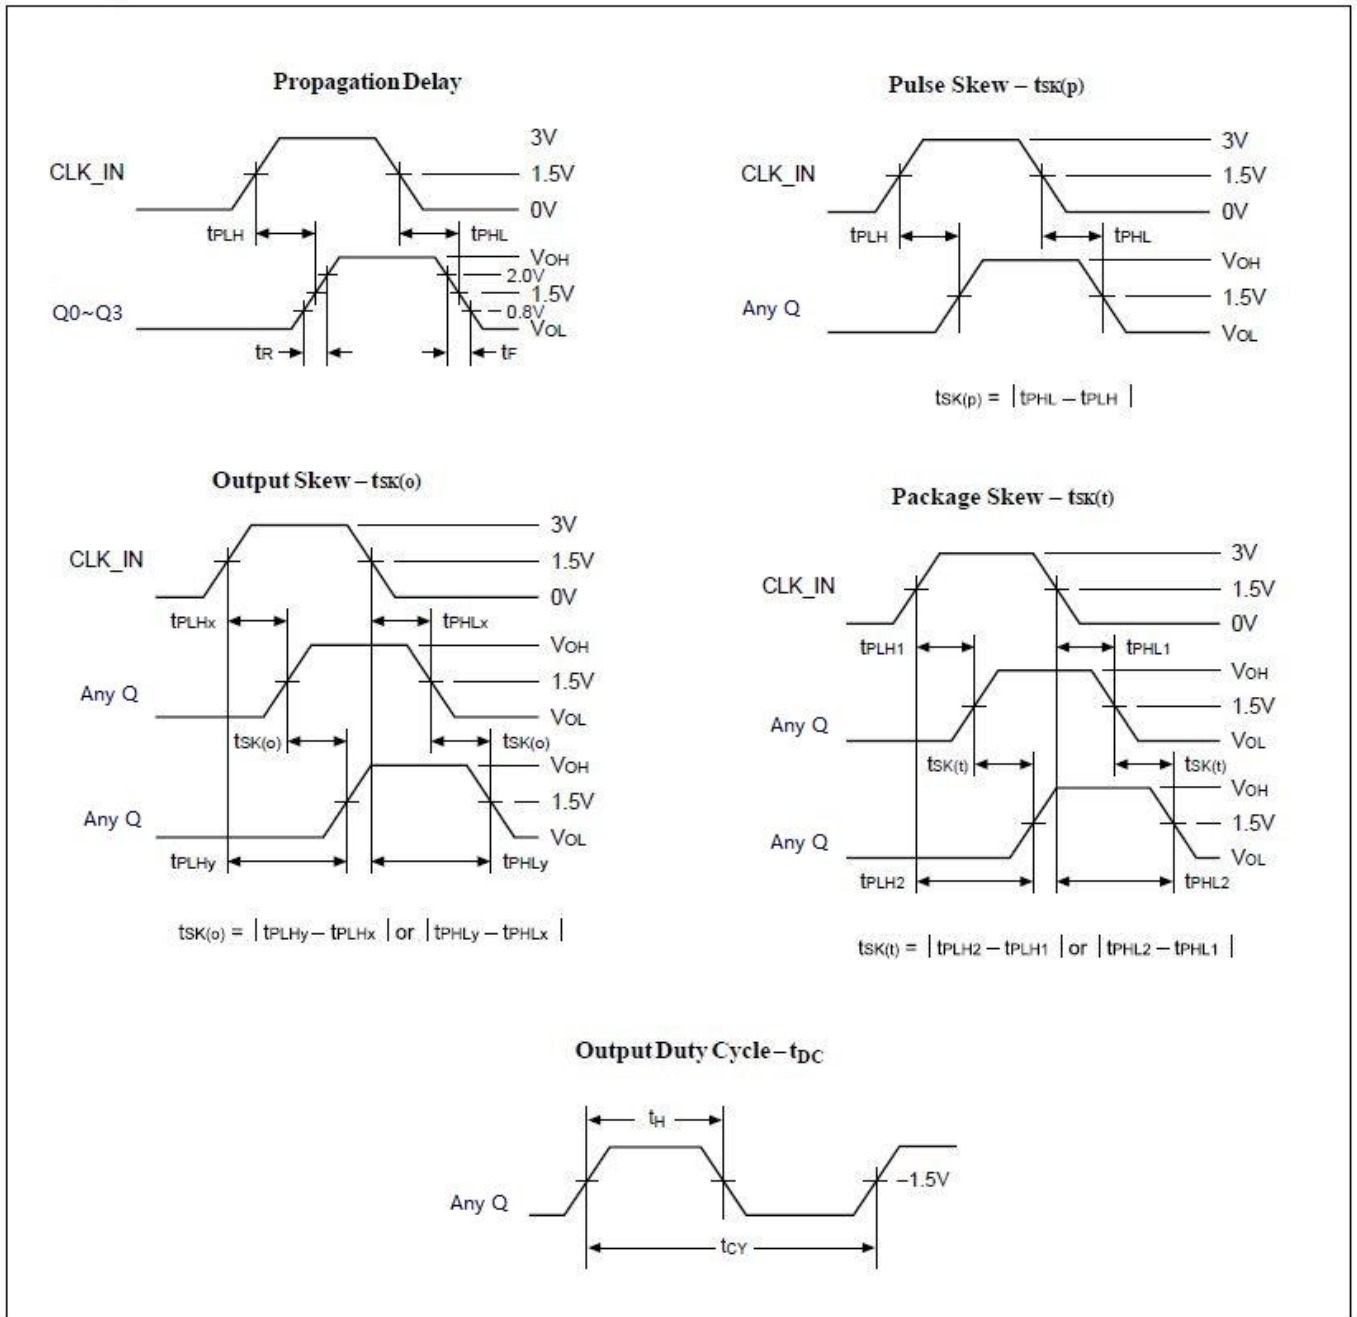 Propagation Delay
CLK_IN
3V
1.5V
0V
tPLH
tPHL
Q0~Q3
VOH
2.0V
1.5V
0.8V
VOL
tR
tF
Pulse Skew – tSK(p)
CLK_IN
3V
1.5V
0V
tPLH
tPHL
Any Q
VOH
1.5V
VOL
tSK(p) = | tPHL – tPLH |
Output Skew – tSK(o)
CLK_IN
3V
1.5V
0V
tPLHx
tPHLx
Any Q
VOH
1.5V
VOL
tSK(o)
tSK(o)
Any Q
VOH
1.5V
VOL
tPLHy
tPHLy
tSK(o) = | tPLHy – tPLHx | or | tPHLy – tPHLx |
Package Skew – tSK(t)
CLK_IN
3V
1.5V
0V
tPLH1
tPHL1
Any Q
VOH
1.5V
VOL
tSK(t)
tSK(t)
Any Q
VOH
1.5V
VOL
tPLH2
tPHL2
tSK(t) = | tPLH2 – tPLH1 | or | tPHL2 – tPHL1 |
Output Duty Cycle – tDC
tH
Any Q
–1.5V
tCY